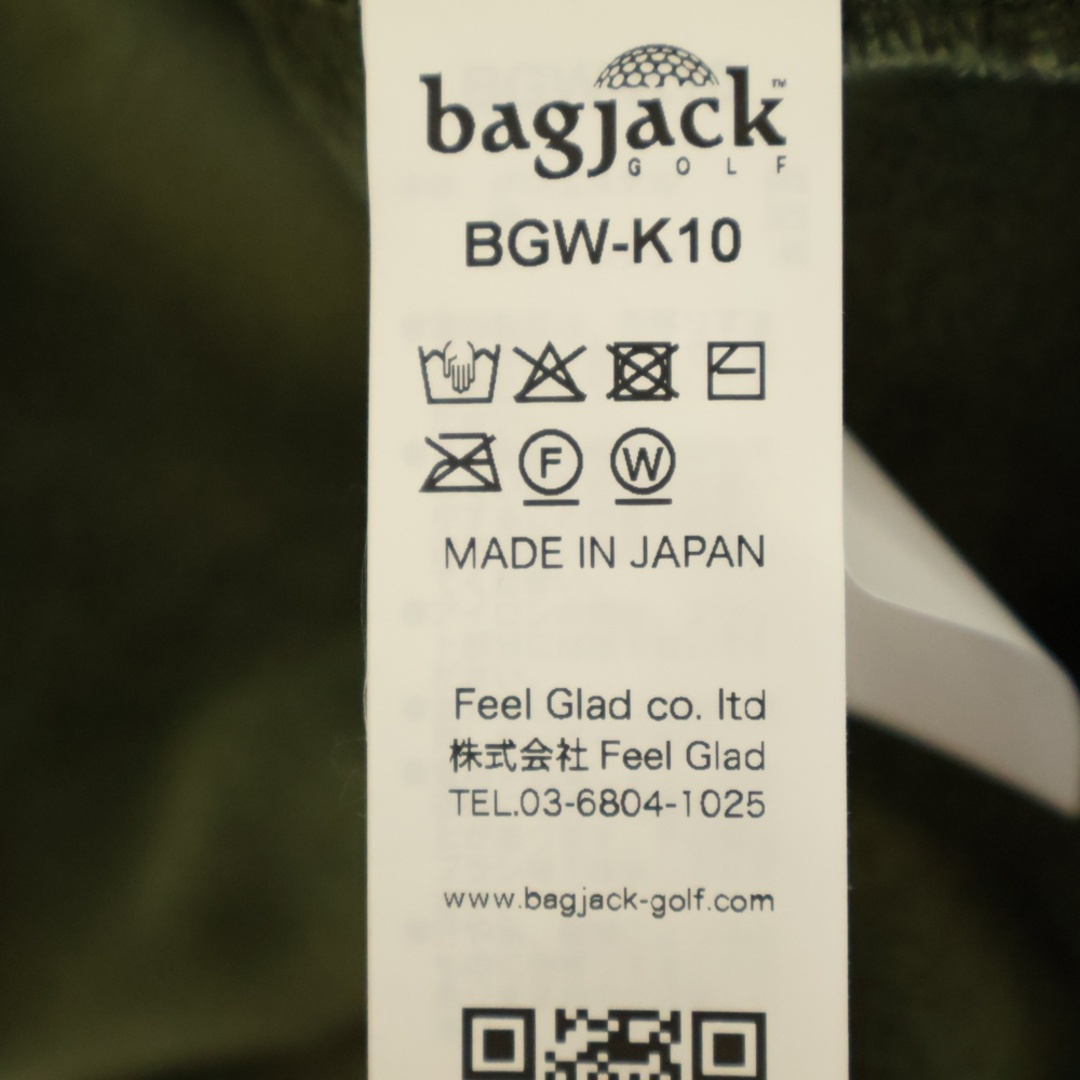 bagjack™
GOLF
BGW-K10
F W
MADE IN JAPAN
Feel Glad co. ltd
株式会社 Feel Glad
TEL.03-6804-1025
www.bagjack-golf.com